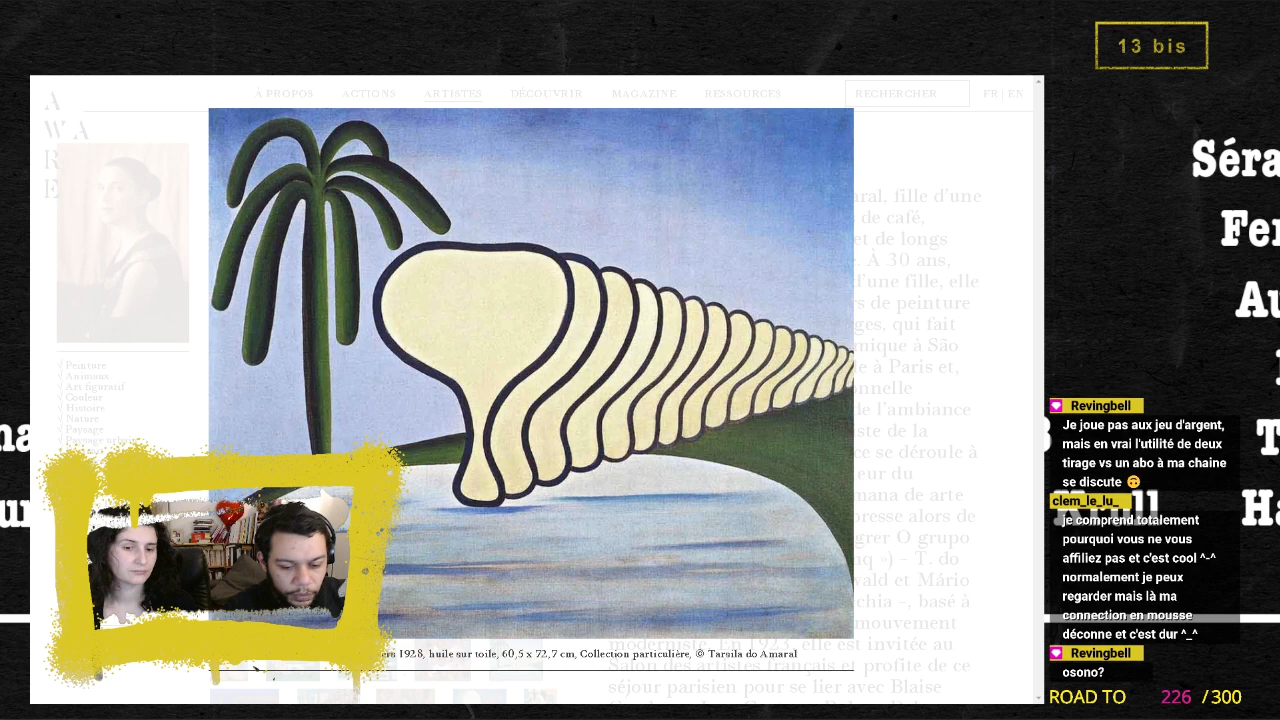 13 bis
À PROPOS
ACTIONS
ARTISTES
DÉCOUVRIR
MAGAZINE
RESSOURCES
RECHERCHER
FR | EN
A
W A
R
E
Peinture
Animaux
Art figuratif
Couleur
Histoire
Nature
Paysage
Paysage
aral, fille d'une
de café,
et de longs
. À 30 ans,
d'une fille, elle
rs de peinture
ges, qui fait
mique à São
le à Paris et,
onnelle
de l'ambiance
ste de la
ce se déroule à
eur du
mana de arte
presse alors de
grer O grupo
nq ») – T. do
vald et Mário
chia –, basé à
mouvement
moderniste. En 1923, elle est invitée au
Salon des artistes français et profite de ce
séjour parisien pour se lier avec Blaise
1928, huile sur toile, 60,5 x 72,7 cm, Collection particulière, © Tarsila do Amaral
Séra
Fer
Au
Ha
Revingbell
Je joue pas aux jeu d'argent,
mais en vrai l'utilité de deux
tirage vs un abo à ma chaine
se discute 🙃
clem_le_lu_
je comprend totalement
pourquoi vous ne vous
affiliez pas et c'est cool ^-^
normalement je peux
regarder mais là ma
connection en mousse
déconne et c'est dur ^_^
Revingbell
osono?
ROAD TO 226 / 300